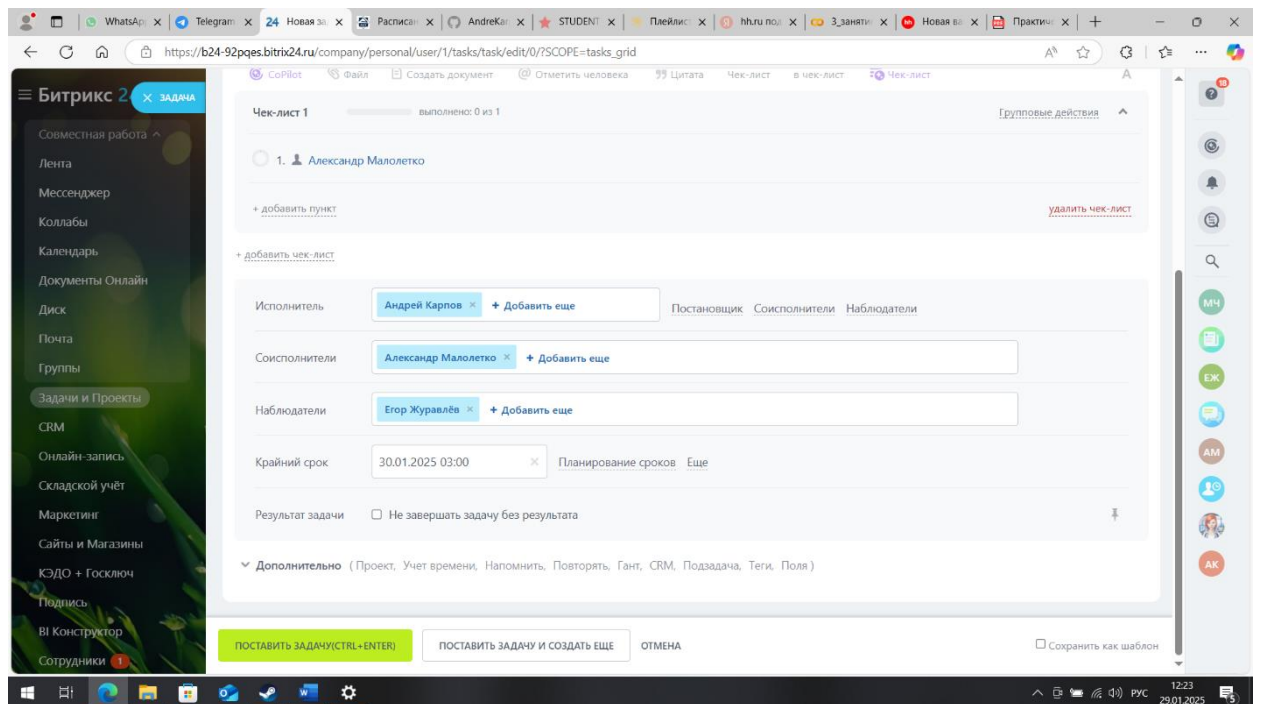 WhatsAp Telegram 24 Новая за Расписан AndreKar STUDENT Плейлис hh.ru под 3_заняти Новая ва Практич
https://b24-92pqes.bitrix24.ru/company/personal/user/1/tasks/task/edit/0/?SCOPE=tasks_grid
CoPilot Файл Создать документ Отметить человека Цитата Чек-лист в чек-лист Чек-лист A
Битрикс 2 × ЗАДАЧА
Совместная работа
Лента
Мессенджер
Коллабы
Календарь
Документы Онлайн
Диск
Почта
Группы
Задачи и Проекты
CRM
Онлайн-запись
Складской учёт
Маркетинг
Сайты и Магазины
КЭДО + Госключ
Подпись
BI Конструктор
Сотрудники 1
Чек-лист 1 выполнено: 0 из 1 Групповые действия
1. Александр Малолетко
+ добавить пункт удалить чек-лист
+ добавить чек-лист
Исполнитель Андрей Карпов × + Добавить еще Постановщик Соисполнители Наблюдатели
Соисполнители Александр Малолетко × + Добавить еще
Наблюдатели Егор Журавлёв × + Добавить еще
Крайний срок 30.01.2025 03:00 × Планирование сроков Еще
Результат задачи Не завершать задачу без результата
Дополнительно (Проект, Учет времени, Напомнить, Повторять, Гант, CRM, Подзадача, Теги, Поля)
ПОСТАВИТЬ ЗАДАЧУ(CTRL+ENTER) ПОСТАВИТЬ ЗАДАЧУ И СОЗДАТЬ ЕЩЕ ОТМЕНА Сохранить как шаблон
18
МЧ
ЕЖ
АМ
АК
РУС 12:23
29.01.2025 5